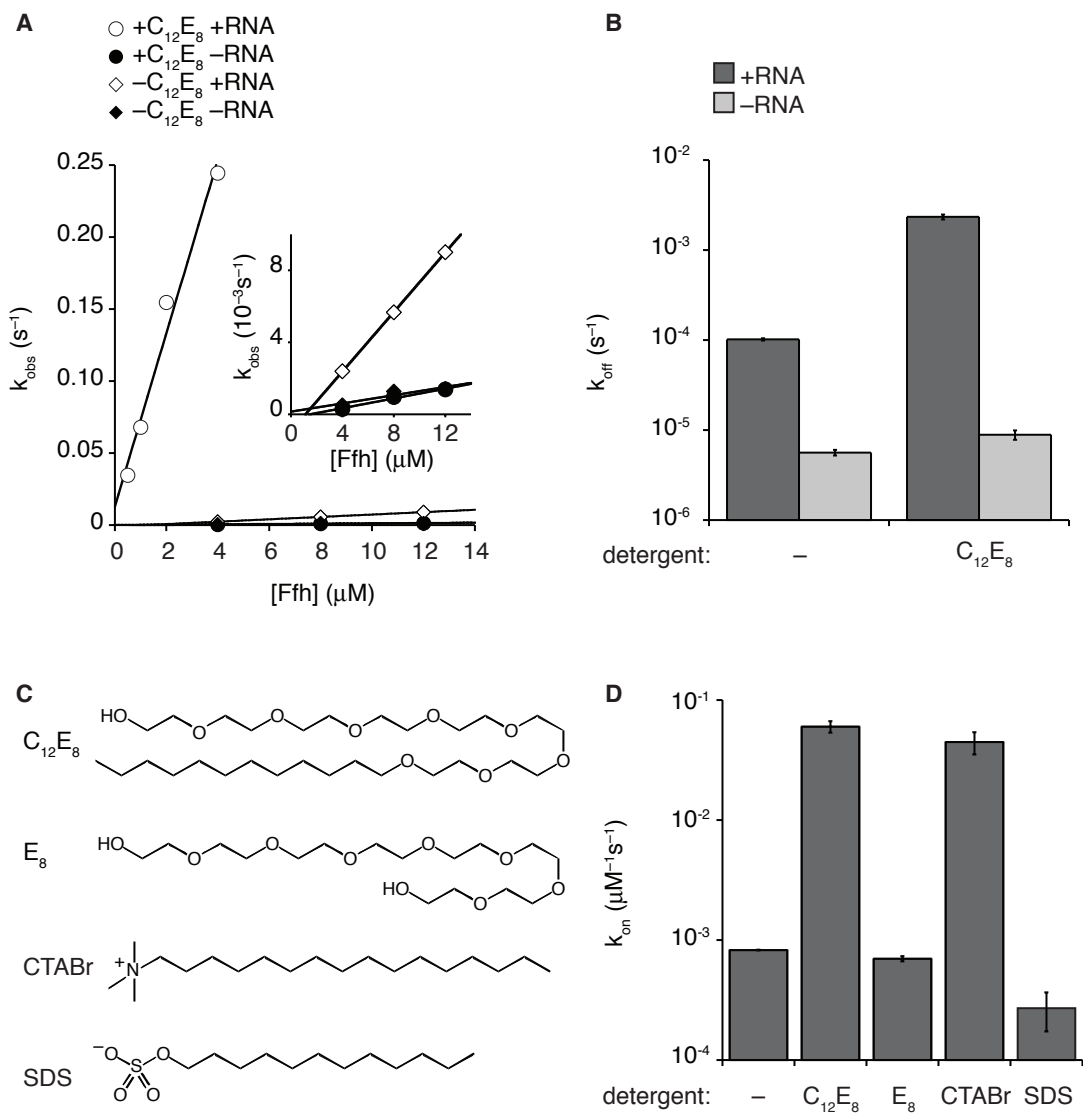 A
+C₁₂E₈ +RNA
+C₁₂E₈ –RNA
–C₁₂E₈ +RNA
–C₁₂E₈ –RNA
0.25
0.20
0.15
0.10
0.05
0
k_obs (s⁻¹)
0 2 4 6 8 10 12 14
[Ffh] (μM)
8
4
0
k_obs (10⁻³s⁻¹)
0 4 8 12
[Ffh] (μM)
B
+RNA
–RNA
10⁻²
10⁻³
10⁻⁴
10⁻⁵
10⁻⁶
k_off (s⁻¹)
detergent: – C₁₂E₈
C
C₁₂E₈
HO O O O O O
O O O
E₈
HO O O O O O
HO O O
CTABr
+
N
SDS
⁻O O
S
O O
D
10⁻¹
10⁻²
10⁻³
10⁻⁴
k_on (μM⁻¹s⁻¹)
detergent: – C₁₂E₈ E₈ CTABr SDS